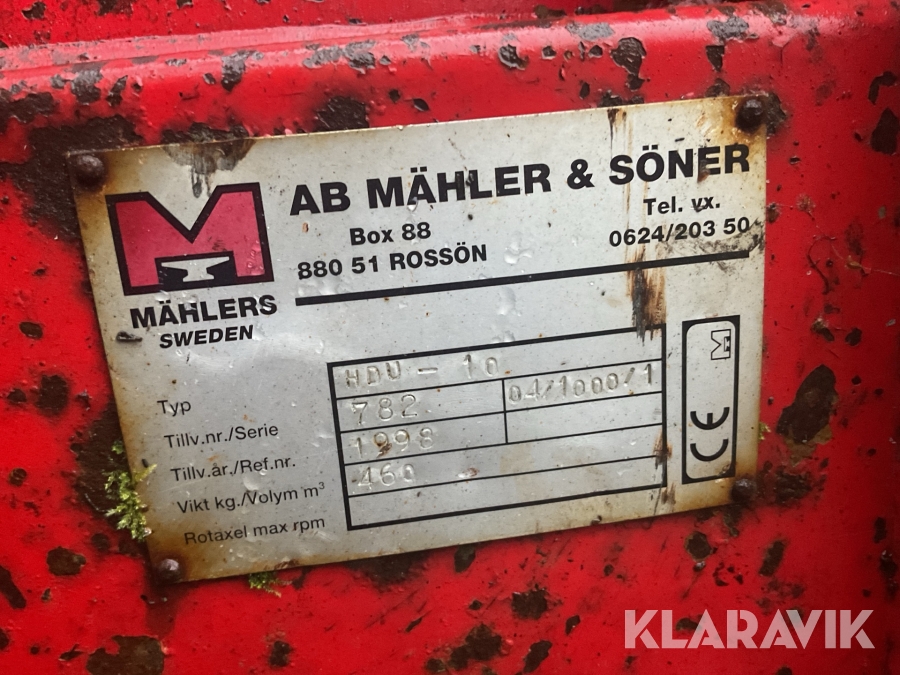 AB MÄHLER & SÖNER
Box 88
880 51 ROSSÖN
Tel. vx.
0624/203 50
MÄHLERS
SWEDEN
Typ HDU - 10
Tillv.nr./Serie 782 04/1000/1
Tillv.år./Ref.nr. 1998
Vikt kg./Volym m³ 460
Rotaxel max rpm
CE
KLARAVIK